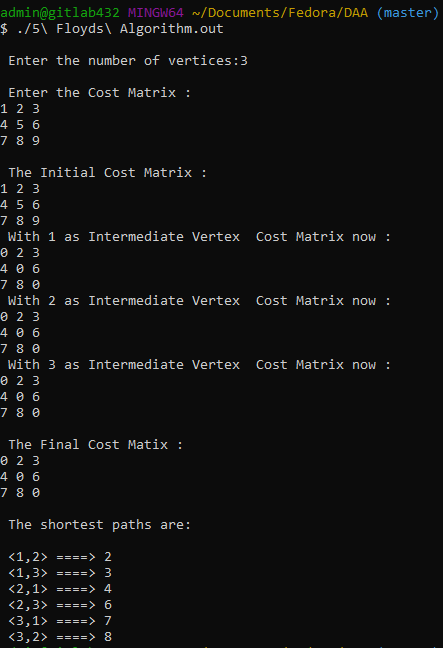 admin@gitlab432 MINGW64 ~/Documents/Fedora/DAA (master)
$ ./5\ Floyds\ Algorithm.out
Enter the number of vertices:3
Enter the Cost Matrix :
1 2 3
4 5 6
7 8 9
The Initial Cost Matrix :
1 2 3
4 5 6
7 8 9
With 1 as Intermediate Vertex  Cost Matrix now :
0 2 3
4 0 6
7 8 0
With 2 as Intermediate Vertex  Cost Matrix now :
0 2 3
4 0 6
7 8 0
With 3 as Intermediate Vertex  Cost Matrix now :
0 2 3
4 0 6
7 8 0
The Final Cost Matix :
0 2 3
4 0 6
7 8 0
The shortest paths are:
<1,2> ====> 2
<1,3> ====> 3
<2,1> ====> 4
<2,3> ====> 6
<3,1> ====> 7
<3,2> ====> 8